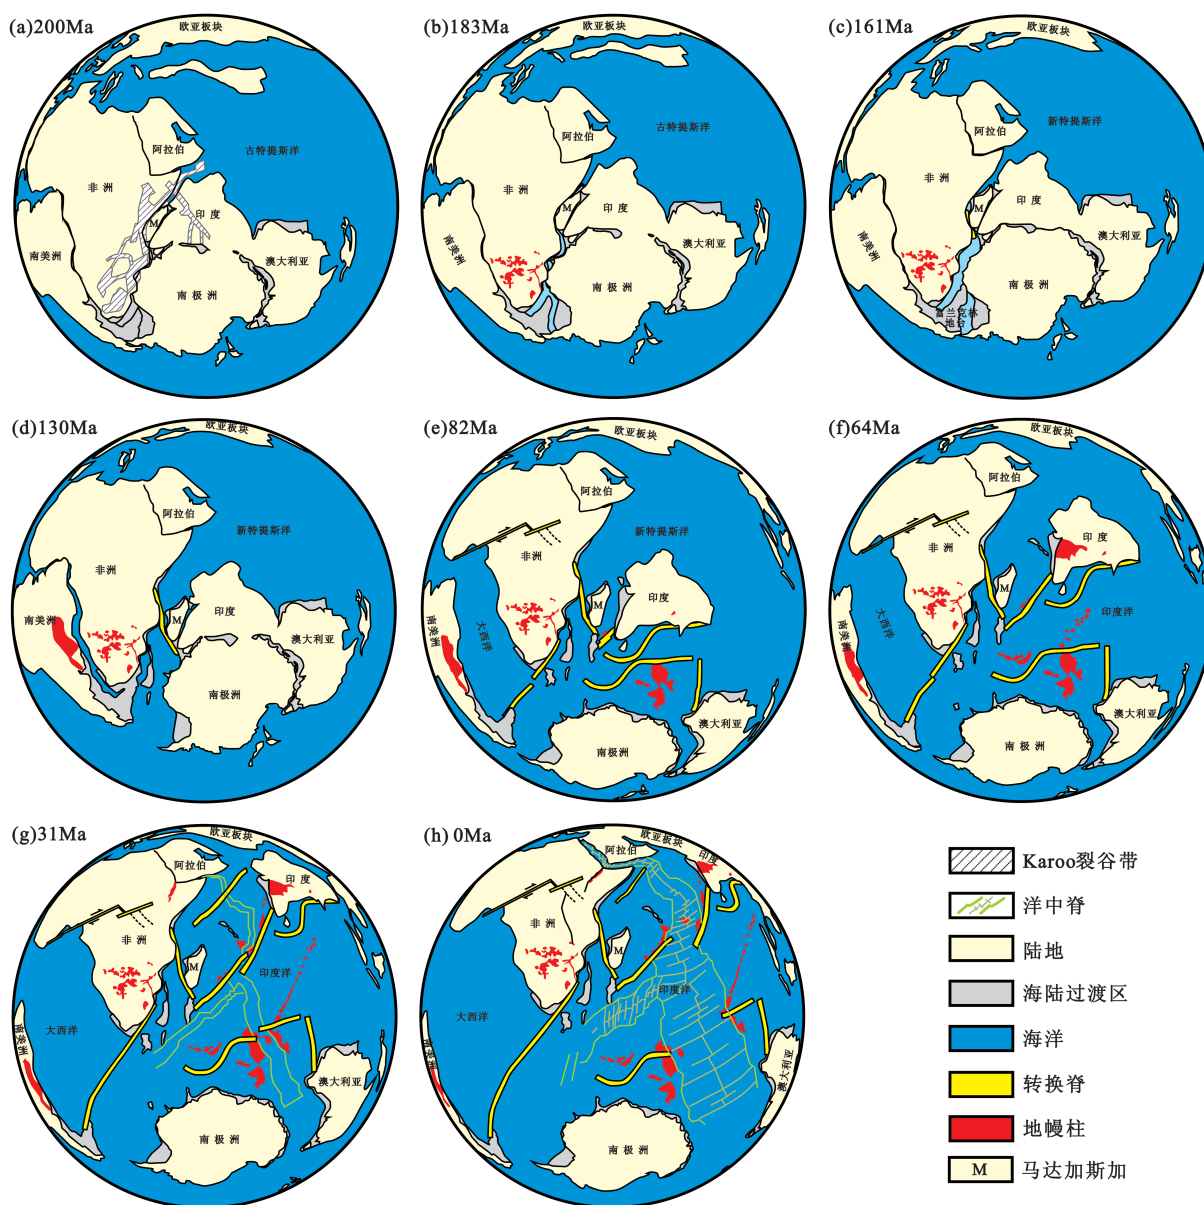 (a)200Ma
欧亚板块
阿拉伯
古特提斯洋
非 洲
M
印 度
南美洲
澳大利亚
南 极 洲
(b)183Ma
欧亚板块
阿拉伯
古特提斯洋
非 洲
M
印 度
南美洲
澳大利亚
南 极 洲
(c)161Ma
欧亚板块
新特提斯洋
阿拉伯
非 洲
M
印 度
南美洲
澳大利亚
南 极 洲
富兰克林
地台
(d)130Ma
欧亚板块
阿拉伯
新特提斯洋
非洲
M
印度
南美洲
澳大利亚
南极洲
(e)82Ma
欧亚板块
阿拉伯
新特提斯洋
非 洲
M
印度
南美洲
大西洋
澳大利亚
南极洲
(f)64Ma
欧亚板块
阿拉伯
印 度
非 洲
M
印度洋
大西洋
南美洲
澳大利亚
南 极 洲
(g)31Ma
欧亚板块
阿拉伯
印 度
非 洲
M
印度洋
大西洋
南美洲
澳大利亚
南 极 洲
(h)0Ma
欧亚板块
阿拉伯
印度
非 洲
M
印度洋
大西洋
南美洲
澳大利亚
南 极 洲
Karoo裂谷带
洋中脊
陆地
海陆过渡区
海洋
转换脊
地幔柱
M 马达加斯加